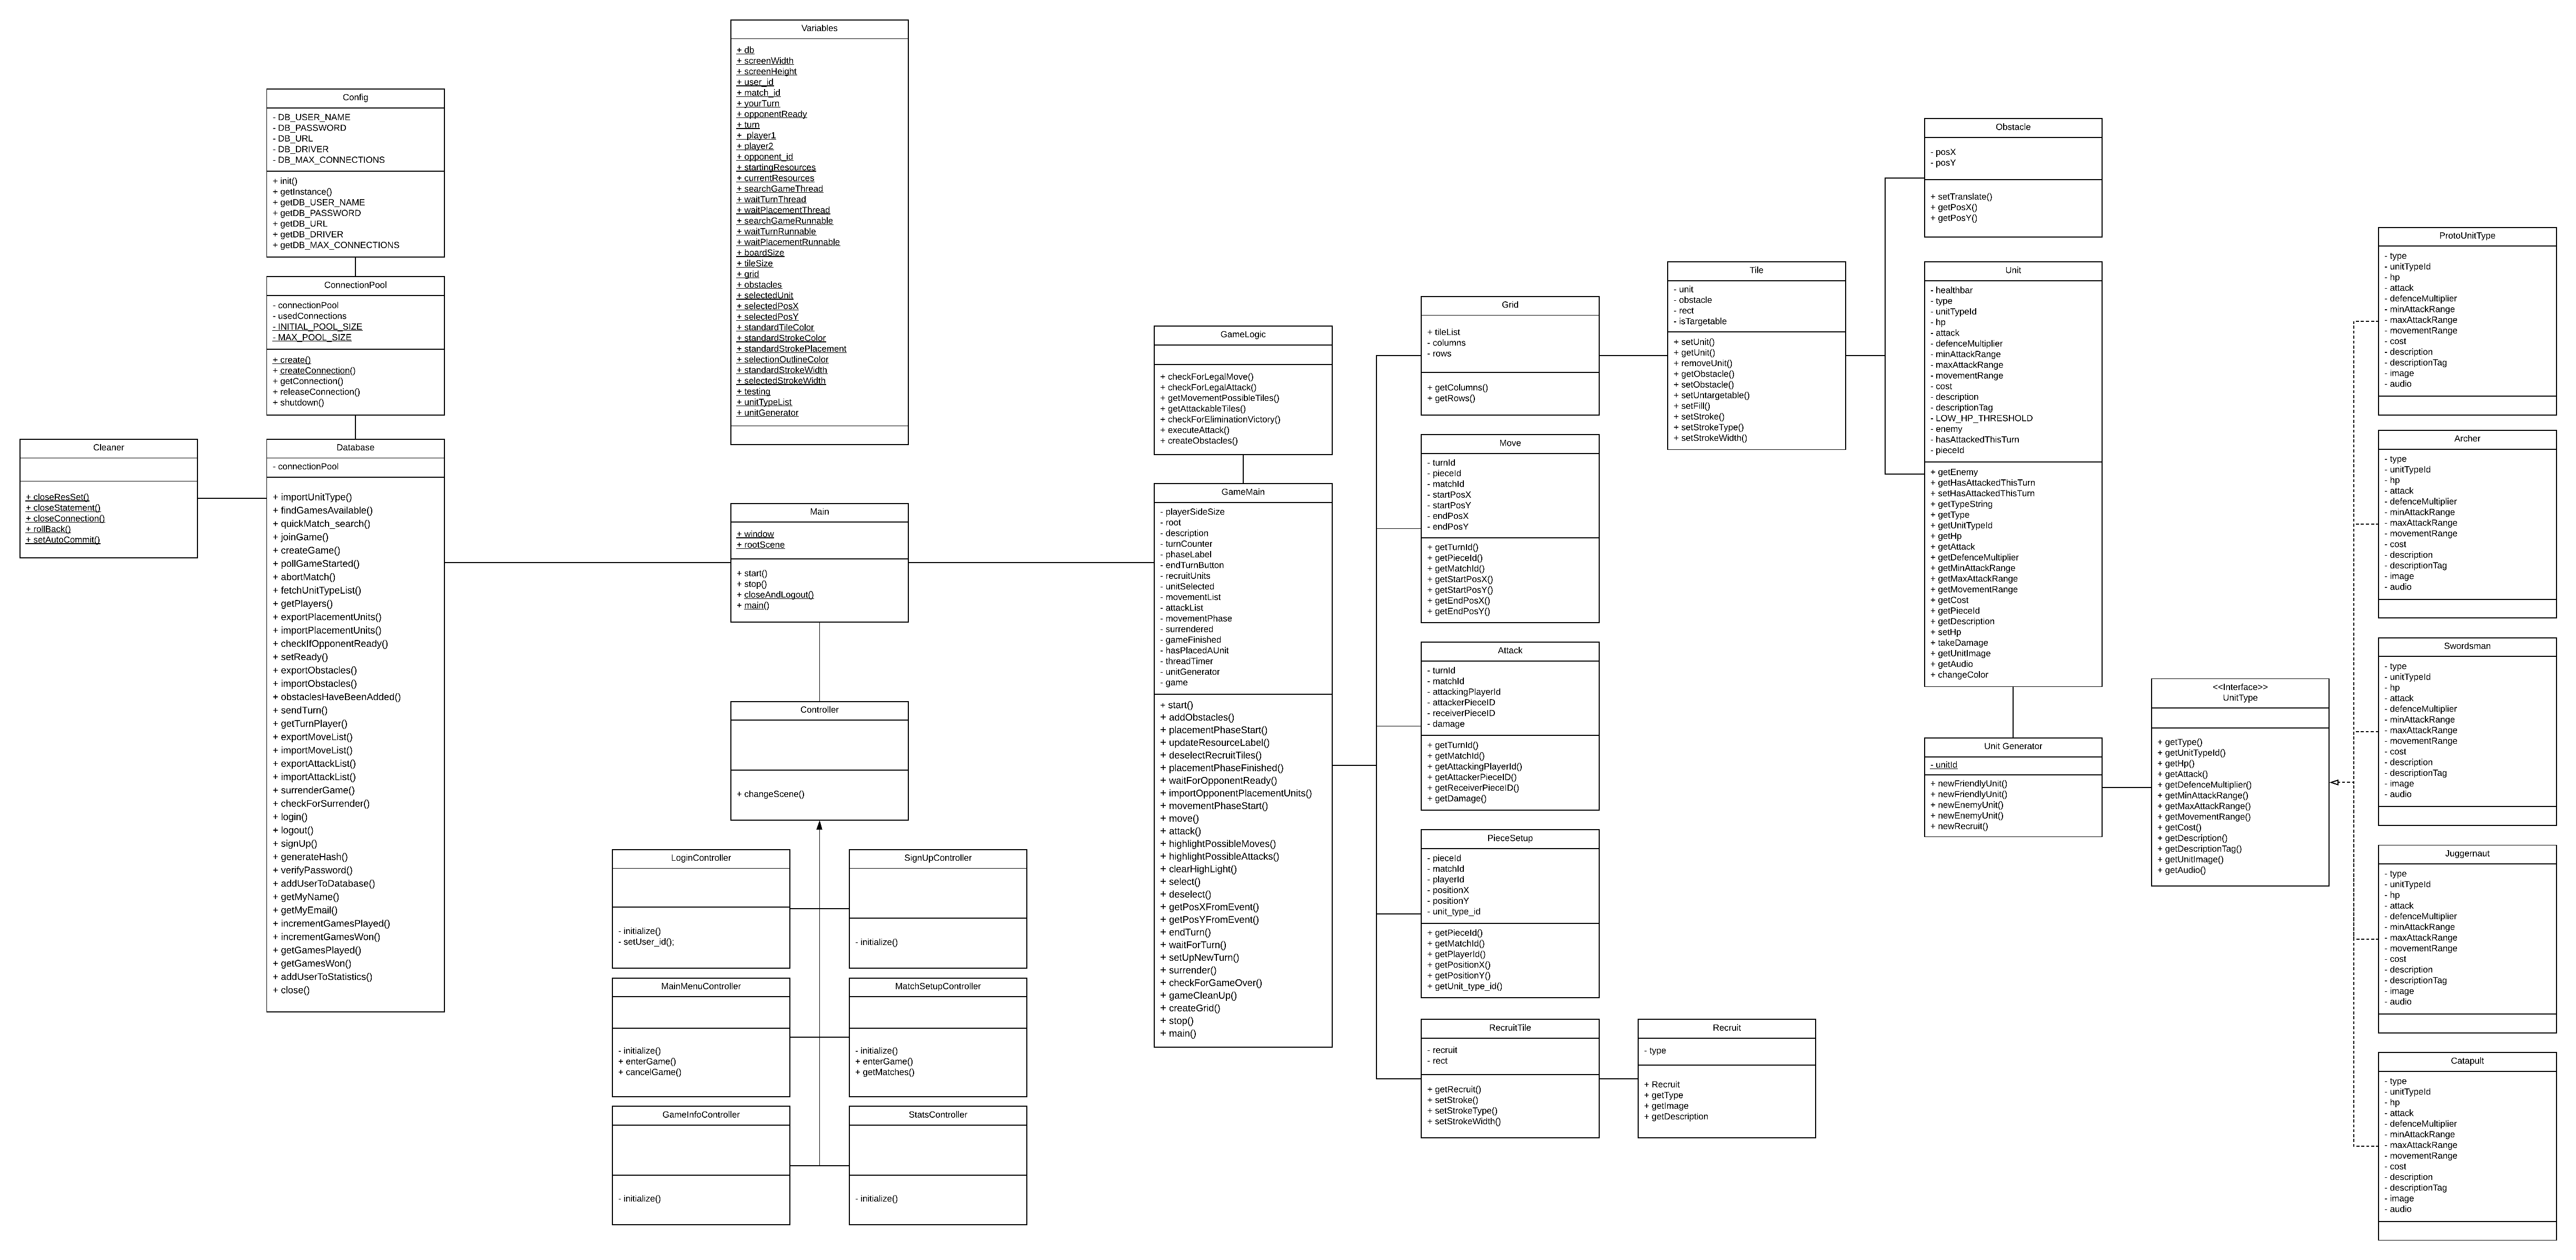 Variables
+ db
+ screenWidth
+ screenHeight
+ user_id
+ match_id
+ yourTurn
+ opponentReady
+ turn
+  player1
+ player2
+ opponent_id
+ startingResources
+ currentResources
+ searchGameThread
+ waitTurnThread
+ waitPlacementThread
+ searchGameRunnable
+ waitTurnRunnable
+ waitPlacementRunnable
+ boardSize
+ tileSize
+ grid
+ obstacles
+ selectedUnit
+ selectedPosX
+ selectedPosY
+ standardTileColor
+ standardStrokeColor
+ standardStrokePlacement
+ selectionOutlineColor
+ standardStrokeWidth
+ selectedStrokeWidth
+ testing
+ unitTypeList
+ unitGenerator
Config
- DB_USER_NAME
- DB_PASSWORD
- DB_URL
- DB_DRIVER
- DB_MAX_CONNECTIONS
+ init()
+ getInstance()
+ getDB_USER_NAME
+ getDB_PASSWORD
+ getDB_URL
+ getDB_DRIVER
+ getDB_MAX_CONNECTIONS
ConnectionPool
- connectionPool
- usedConnections
- INITIAL_POOL_SIZE
- MAX_POOL_SIZE
+ create()
+ createConnection()
+ getConnection()
+ releaseConnection()
+ shutdown()
Cleaner
+ closeResSet()
+ closeStatement()
+ closeConnection()
+ rollBack()
+ setAutoCommit()
Database
- connectionPool
+ importUnitType()
+ findGamesAvailable()
+ quickMatch_search()
+ joinGame()
+ createGame()
+ pollGameStarted()
+ abortMatch()
+ fetchUnitTypeList()
+ getPlayers()
+ exportPlacementUnits()
+ importPlacementUnits()
+ checkIfOpponentReady()
+ setReady()
+ exportObstacles()
+ importObstacles()
+ obstaclesHaveBeenAdded()
+ sendTurn()
+ getTurnPlayer()
+ exportMoveList()
+ importMoveList()
+ exportAttackList()
+ importAttackList()
+ surrenderGame()
+ checkForSurrender()
+ login()
+ logout()
+ signUp()
+ generateHash()
+ verifyPassword()
+ addUserToDatabase()
+ getMyName()
+ getMyEmail()
+ incrementGamesPlayed()
+ incrementGamesWon()
+ getGamesPlayed()
+ getGamesWon()
+ addUserToStatistics()
+ close()
Main
+ window
+ rootScene
+ start()
+ stop()
+ closeAndLogout()
+ main()
Controller
+ changeScene()
LoginController
- initialize()
- setUser_id();
SignUpController
- initialize()
MainMenuController
- initialize()
+ enterGame()
+ cancelGame()
MatchSetupController
- initialize()
+ enterGame()
+ getMatches()
GameInfoController
- initialize()
StatsController
- initialize()
GameLogic
+ checkForLegalMove()
+ checkForLegalAttack()
+ getMovementPossibleTiles()
+ getAttackableTiles()
+ checkForEliminationVictory()
+ executeAttack()
+ createObstacles()
GameMain
- playerSideSize
- root
- description
- turnCounter
- phaseLabel
- endTurnButton
- recruitUnits
- unitSelected
- movementList
- attackList
- movementPhase
- surrendered
- gameFinished
- hasPlacedAUnit
- threadTimer
- unitGenerator
- game
+ start()
+ addObstacles()
+ placementPhaseStart()
+ updateResourceLabel()
+ deselectRecruitTiles()
+ placementPhaseFinished()
+ waitForOpponentReady()
+ importOpponentPlacementUnits()
+ movementPhaseStart()
+ move()
+ attack()
+ highlightPossibleMoves()
+ highlightPossibleAttacks()
+ clearHighLight()
+ select()
+ deselect()
+ getPosXFromEvent()
+ getPosYFromEvent()
+ endTurn()
+ waitForTurn()
+ setUpNewTurn()
+ surrender()
+ checkForGameOver()
+ gameCleanUp()
+ createGrid()
+ stop()
+ main()
Grid
+ tileList
- columns
- rows
+ getColumns()
+ getRows()
Move
- turnId
- pieceId
- matchId
- startPosX
- startPosY
- endPosX
- endPosY
+ getTurnId()
+ getPieceId()
+ getMatchId()
+ getStartPosX()
+ getStartPosY()
+ getEndPosX()
+ getEndPosY()
Attack
- turnId
- matchId
- attackingPlayerId
- attackerPieceID
- receiverPieceID
- damage
+ getTurnId()
+ getMatchId()
+ getAttackingPlayerId()
+ getAttackerPieceID()
+ getReceiverPieceID()
+ getDamage()
PieceSetup
- pieceId
- matchId
- playerId
- positionX
- positionY
- unit_type_id
+ getPieceId()
+ getMatchId()
+ getPlayerId()
+ getPositionX()
+ getPositionY()
+ getUnit_type_id()
RecruitTile
- recruit
- rect
+ getRecruit()
+ setStroke()
+ setStrokeType()
+ setStrokeWidth()
Recruit
- type
+ Recruit
+ getType
+ getImage
+ getDescription
Tile
- unit
- obstacle
- rect
- isTargetable
+ setUnit()
+ getUnit()
+ removeUnit()
+ getObstacle()
+ setObstacle()
+ setUntargetable()
+ setFill()
+ setStroke()
+ setStrokeType()
+ setStrokeWidth()
Obstacle
- posX
- posY
+ setTranslate()
+ getPosX()
+ getPosY()
Unit
- healthbar
- type
- unitTypeId
- hp
- attack
- defenceMultiplier
- minAttackRange
- maxAttackRange
- movementRange
- cost
- description
- descriptionTag
- LOW_HP_THRESHOLD
- enemy
- hasAttackedThisTurn
- pieceId
+ getEnemy
+ getHasAttackedThisTurn
+ setHasAttackedThisTurn
+ getTypeString
+ getType
+ getUnitTypeId
+ getHp
+ getAttack
+ getDefenceMultiplier
+ getMinAttackRange
+ getMaxAttackRange
+ getMovementRange
+ getCost
+ getPieceId
+ getDescription
+ setHp
+ takeDamage
+ getUnitImage
+ getAudio
+ changeColor
Unit Generator
- unitId
+ newFriendlyUnit()
+ newFriendlyUnit()
+ newEnemyUnit()
+ newEnemyUnit()
+ newRecruit()
<<Interface>>
UnitType
+ getType()
+ getUnitTypeId()
+ getHp()
+ getAttack()
+ getDefenceMultiplier()
+ getMinAttackRange()
+ getMaxAttackRange()
+ getMovementRange()
+ getCost()
+ getDescription()
+ getDescriptionTag()
+ getUnitImage()
+ getAudio()
ProtoUnitType
- type
- unitTypeId
- hp
- attack
- defenceMultiplier
- minAttackRange
- maxAttackRange
- movementRange
- cost
- description
- descriptionTag
- image
- audio
Archer
- type
- unitTypeId
- hp
- attack
- defenceMultiplier
- minAttackRange
- maxAttackRange
- movementRange
- cost
- description
- descriptionTag
- image
- audio
Swordsman
- type
- unitTypeId
- hp
- attack
- defenceMultiplier
- minAttackRange
- maxAttackRange
- movementRange
- cost
- description
- descriptionTag
- image
- audio
Juggernaut
- type
- unitTypeId
- hp
- attack
- defenceMultiplier
- minAttackRange
- maxAttackRange
- movementRange
- cost
- description
- descriptionTag
- image
- audio
Catapult
- type
- unitTypeId
- hp
- attack
- defenceMultiplier
- minAttackRange
- maxAttackRange
- movementRange
- cost
- description
- descriptionTag
- image
- audio